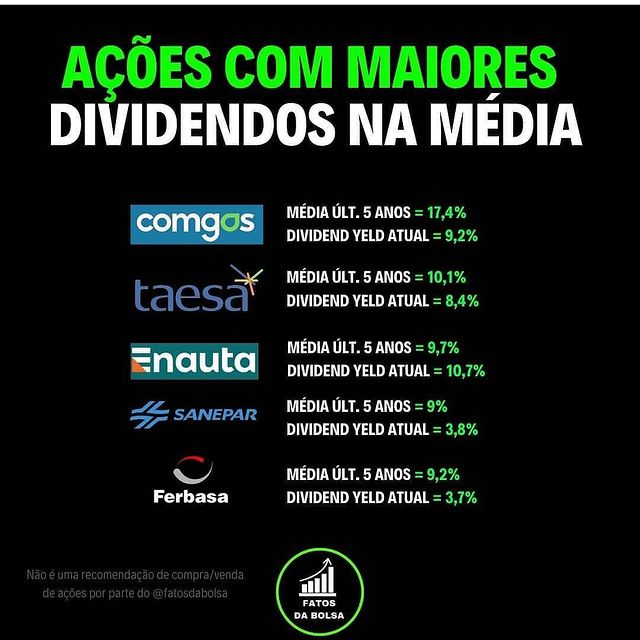 AÇÕES COM MAIORES
DIVIDENDOS NA MÉDIA
comgas
MÉDIA ÚLT. 5 ANOS = 17,4%
DIVIDEND YELD ATUAL = 9,2%
taesa
MÉDIA ÚLT. 5 ANOS = 10,1%
DIVIDEND YELD ATUAL = 8,4%
Enauta
MÉDIA ÚLT. 5 ANOS = 9,7%
DIVIDEND YELD ATUAL = 10,7%
SANEPAR
MÉDIA ÚLT. 5 ANOS = 9%
DIVIDEND YELD ATUAL = 3,8%
Ferbasa
MÉDIA ÚLT. 5 ANOS = 9,2%
DIVIDEND YELD ATUAL = 3,7%
Não é uma recomendação de compra/venda
de ações por parte do @fatosdabolsa
FATOS
DA BOLSA